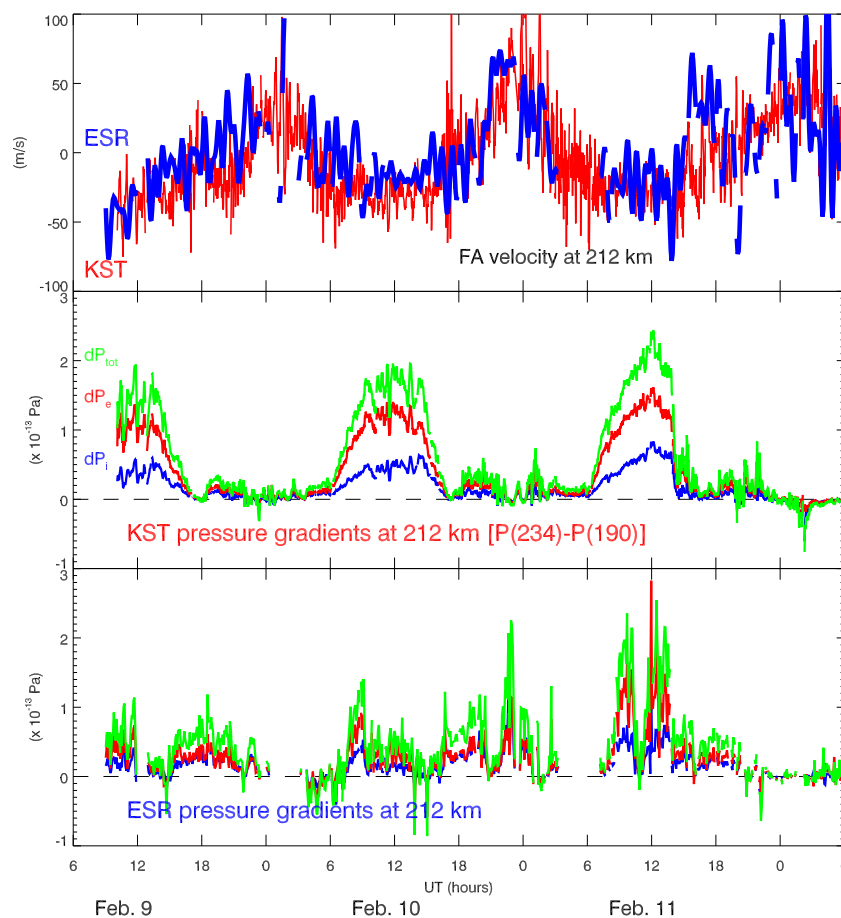 100
50
0
-50
-100
(m/s)
ESR
KST
FA velocity at 212 km
3
2
1
0
-1
(x 10⁻¹³ Pa)
dP_tot
dP_e
dP_i
KST pressure gradients at 212 km [P(234)-P(190)]
3
2
1
0
-1
(x 10⁻¹³ Pa)
ESR pressure gradients at 212 km
6 12 18 0 6 12 18 0 6 12 18 0
UT (hours)
Feb. 9 Feb. 10 Feb. 11